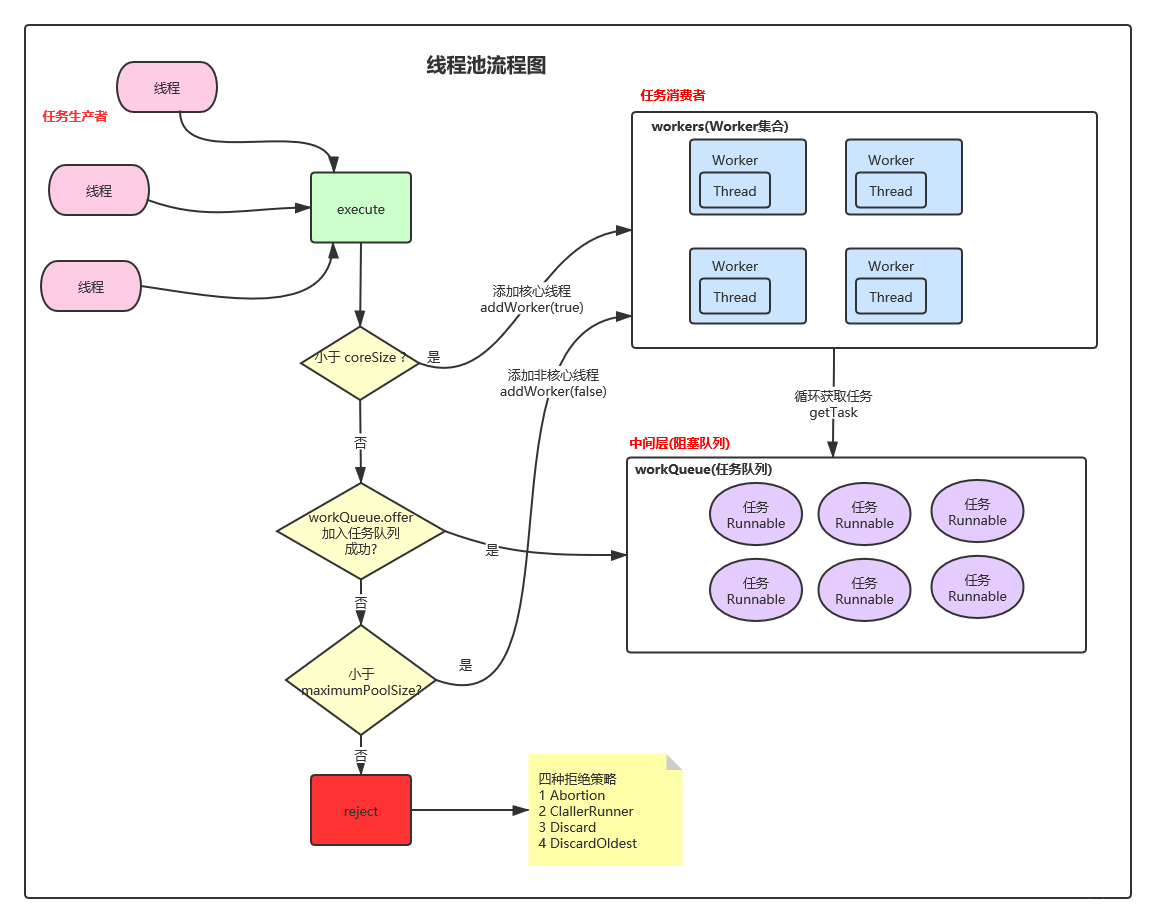 线程池流程图
线程
任务生产者
线程
线程
execute
小于 coreSize ?
是
添加核心线程
addWorker(true)
否
workQueue.offer
加入任务队列
成功?
是
否
小于
maximumPoolSize?
是
添加非核心线程
addWorker(false)
否
reject
四种拒绝策略
1 Abortion
2 ClallerRunner
3 Discard
4 DiscardOldest
任务消费者
workers(Worker集合)
Worker
Thread
Worker
Thread
Worker
Thread
Worker
Thread
循环获取任务
getTask
中间层(阻塞队列)
workQueue(任务队列)
任务
Runnable
任务
Runnable
任务
Runnable
任务
Runnable
任务
Runnable
任务
Runnable